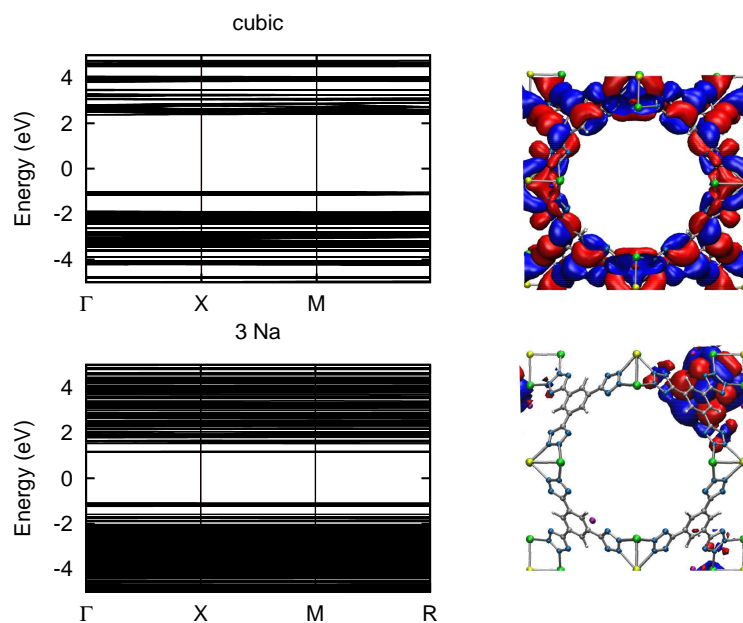 cubic
4
2
0
-2
-4
Energy (eV)
Γ X M
3 Na
4
2
0
-2
-4
Energy (eV)
Γ X M R